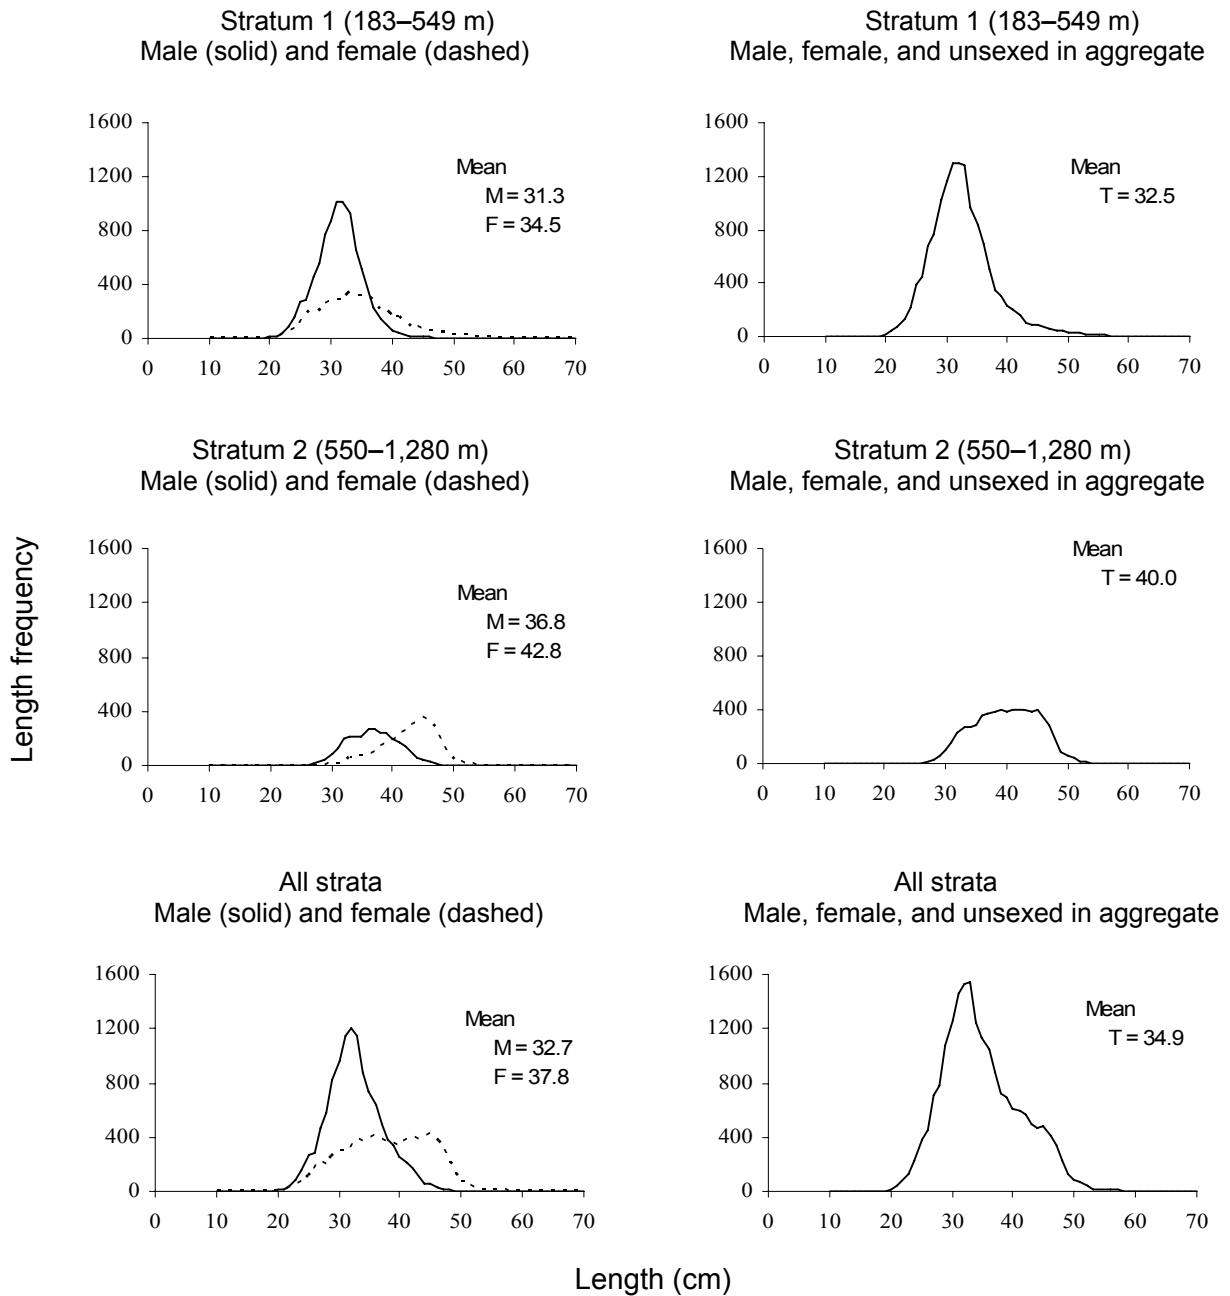 Stratum 1 (183–549 m)
Male (solid) and female (dashed)
1600
1200
800
400
0
0 10 20 30 40 50 60 70
Mean
M = 31.3
F = 34.5
Stratum 1 (183–549 m)
Male, female, and unsexed in aggregate
1600
1200
800
400
0
0 10 20 30 40 50 60 70
Mean
T = 32.5
Stratum 2 (550–1,280 m)
Male (solid) and female (dashed)
1600
1200
800
400
0
0 10 20 30 40 50 60 70
Mean
M = 36.8
F = 42.8
Stratum 2 (550–1,280 m)
Male, female, and unsexed in aggregate
1600
1200
800
400
0
0 10 20 30 40 50 60 70
Mean
T = 40.0
Length frequency
All strata
Male (solid) and female (dashed)
1600
1200
800
400
0
0 10 20 30 40 50 60 70
Mean
M = 32.7
F = 37.8
All strata
Male, female, and unsexed in aggregate
1600
1200
800
400
0
0 10 20 30 40 50 60 70
Mean
T = 34.9
Length (cm)